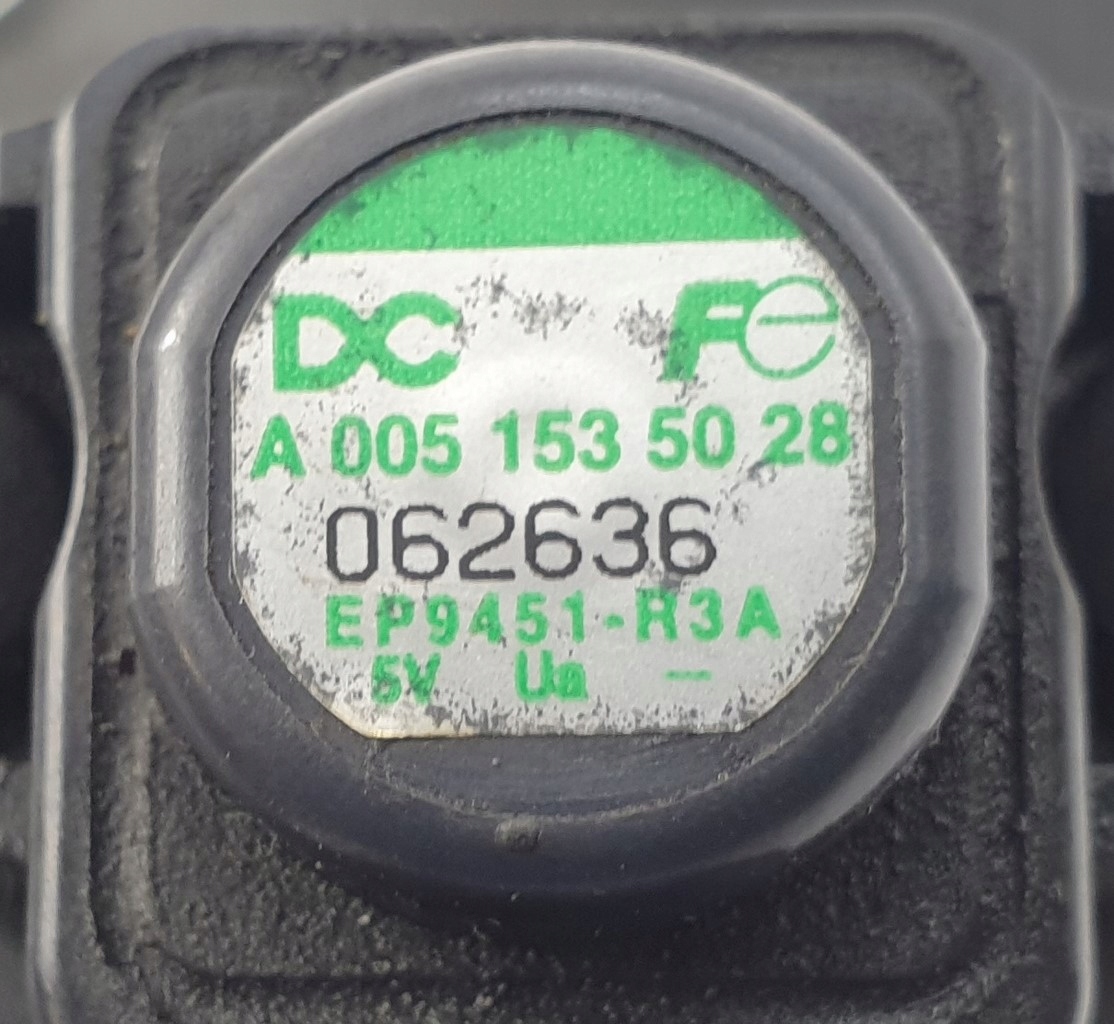 DC Fe
A 005 153 50 28
062636
EP9451-R3A
5V Ua —